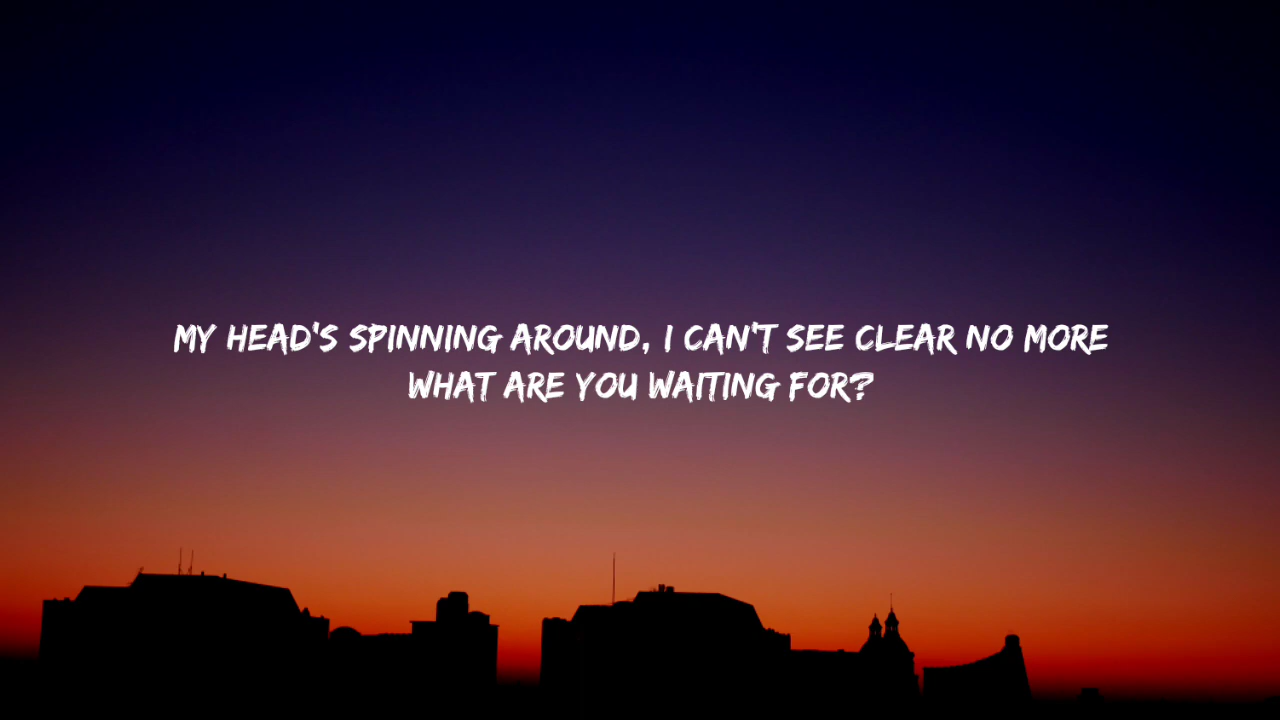 MY HEAD'S SPINNING AROUND, I CAN'T SEE CLEAR NO MORE
WHAT ARE YOU WAITING FOR?